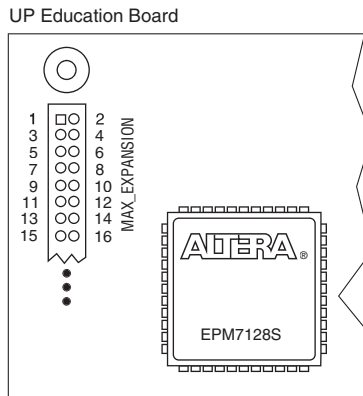 UP Education Board
1 2
3 4
5 6
7 8
9 10
11 12
13 14
15 16
MAX_EXPANSION
ALTERA®
EPM7128S